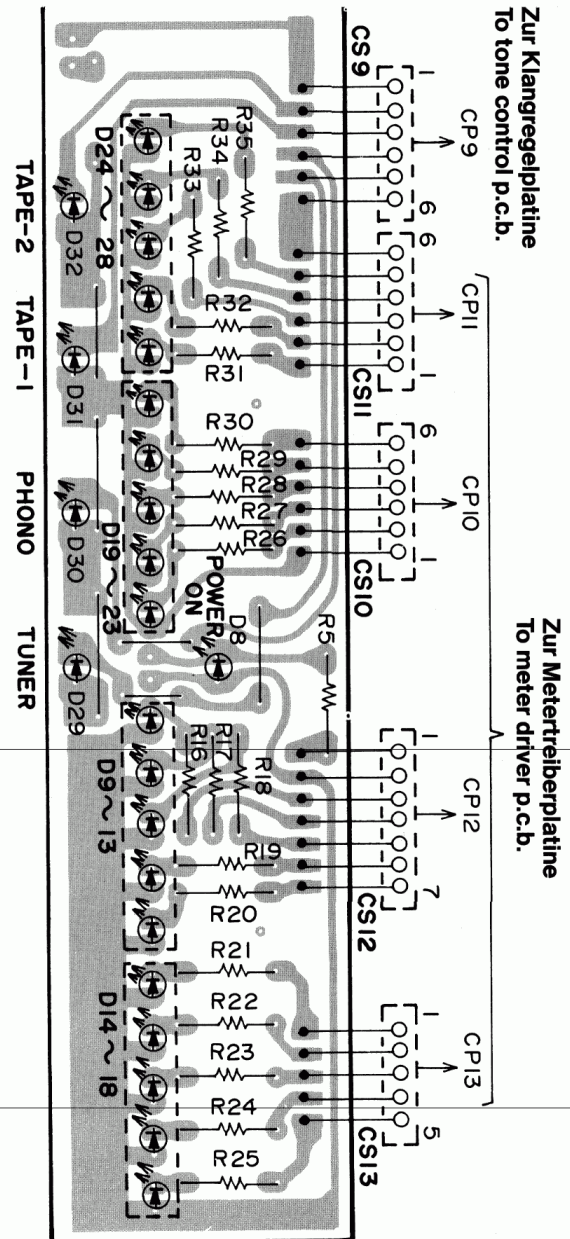 Zur Klangregelplatine
To tone control p.c.b.
CS9
1
CP9
6
6
CP11
1
CS11
6
CP10
1
CS10
Zur Metertreiberplatine
To meter driver p.c.b.
1
CP12
7
CS12
1
CP13
5
CS13
R35
R34
R33
D24 ~ 28
R32
R31
R30
R29
R28
R27
R26
D19 ~ 23
POWER
ON
D8
R5
R16
R17
R18
D9 ~ 13
R19
R20
R21
R22
D14 ~ 18
R23
R24
R25
D32
D31
D30
D29
TAPE-2
TAPE-1
PHONO
TUNER